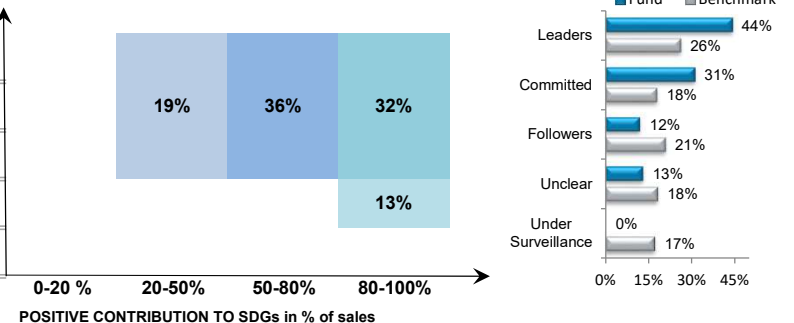 Fund Benchmark
Leaders 44%
26%
Committed 31%
18%
Followers 12%
21%
Unclear 13%
18%
Under
Surveillance 0%
17%
0% 15% 30% 45%
19% 36% 32%
13%
0-20 % 20-50% 50-80% 80-100%
POSITIVE CONTRIBUTION TO SDGs in % of sales